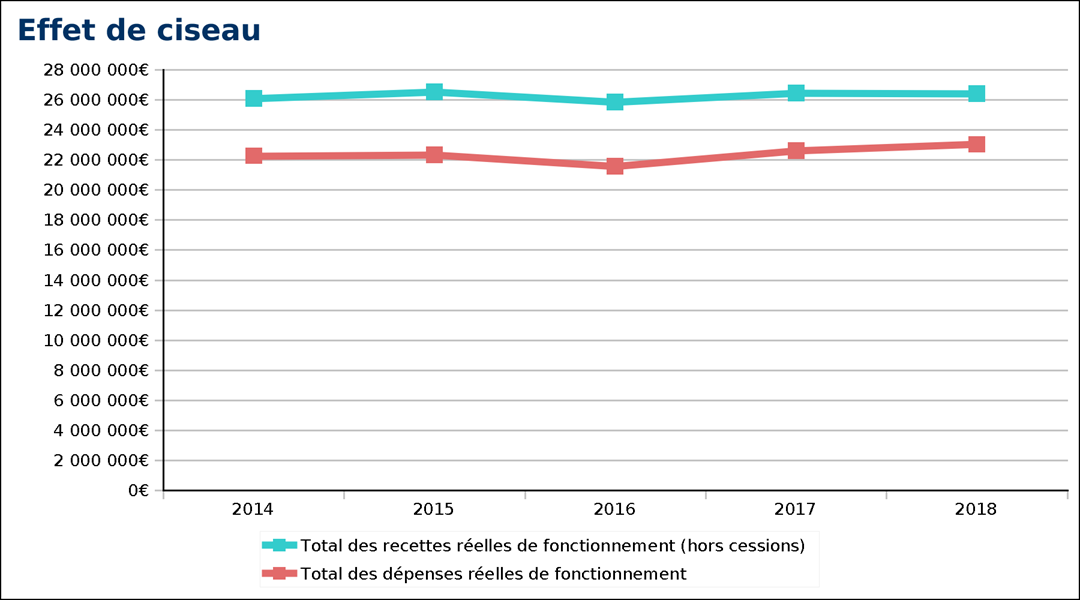 Effet de ciseau
28 000 000€
26 000 000€
24 000 000€
22 000 000€
20 000 000€
18 000 000€
16 000 000€
14 000 000€
12 000 000€
10 000 000€
8 000 000€
6 000 000€
4 000 000€
2 000 000€
0€
2014 2015 2016 2017 2018
Total des recettes réelles de fonctionnement (hors cessions)
Total des dépenses réelles de fonctionnement